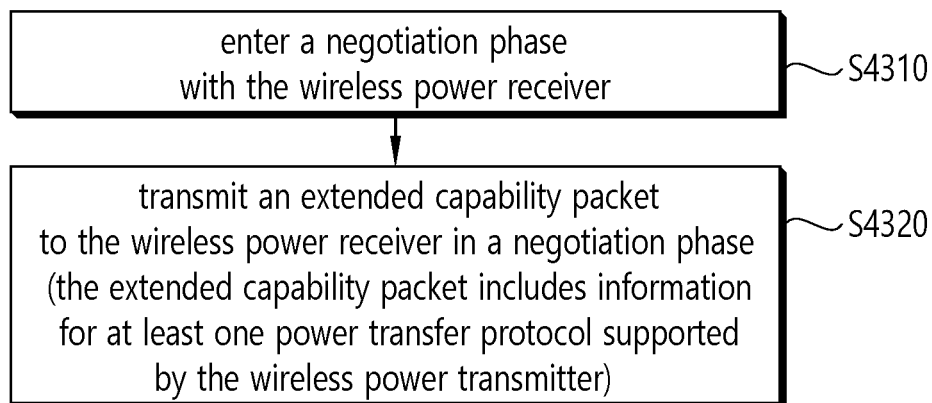 enter a negotiation phase
with the wireless power receiver
S4310
transmit an extended capability packet
to the wireless power receiver in a negotiation phase
(the extended capability packet includes information
for at least one power transfer protocol supported
by the wireless power transmitter)
S4320